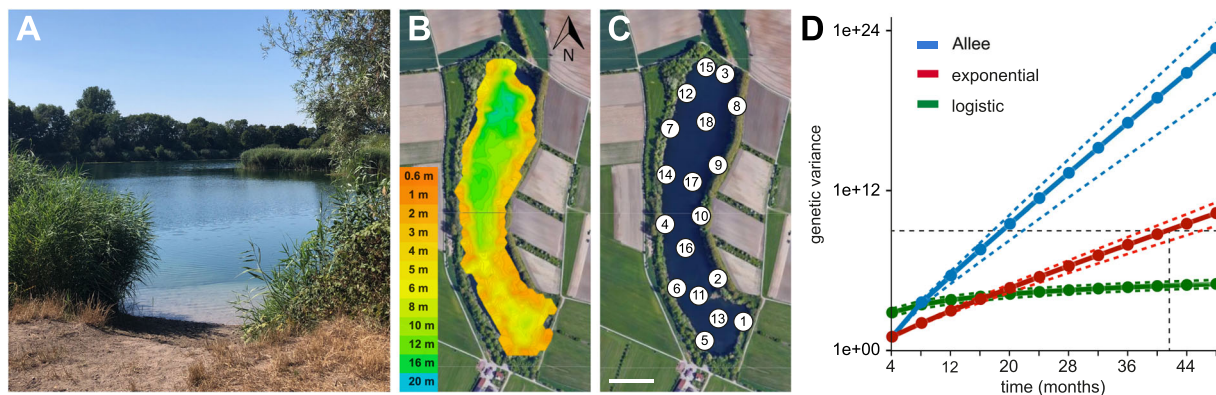 A
B
N
0.6 m
1 m
2 m
3 m
4 m
5 m
6 m
8 m
10 m
12 m
16 m
20 m
C
15
3
12
8
7
18
9
14
17
10
4
16
2
6
11
13
1
5
D
1e+24
1e+12
1e+00
genetic variance
Allee
exponential
logistic
4 12 20 28 36 44
time (months)